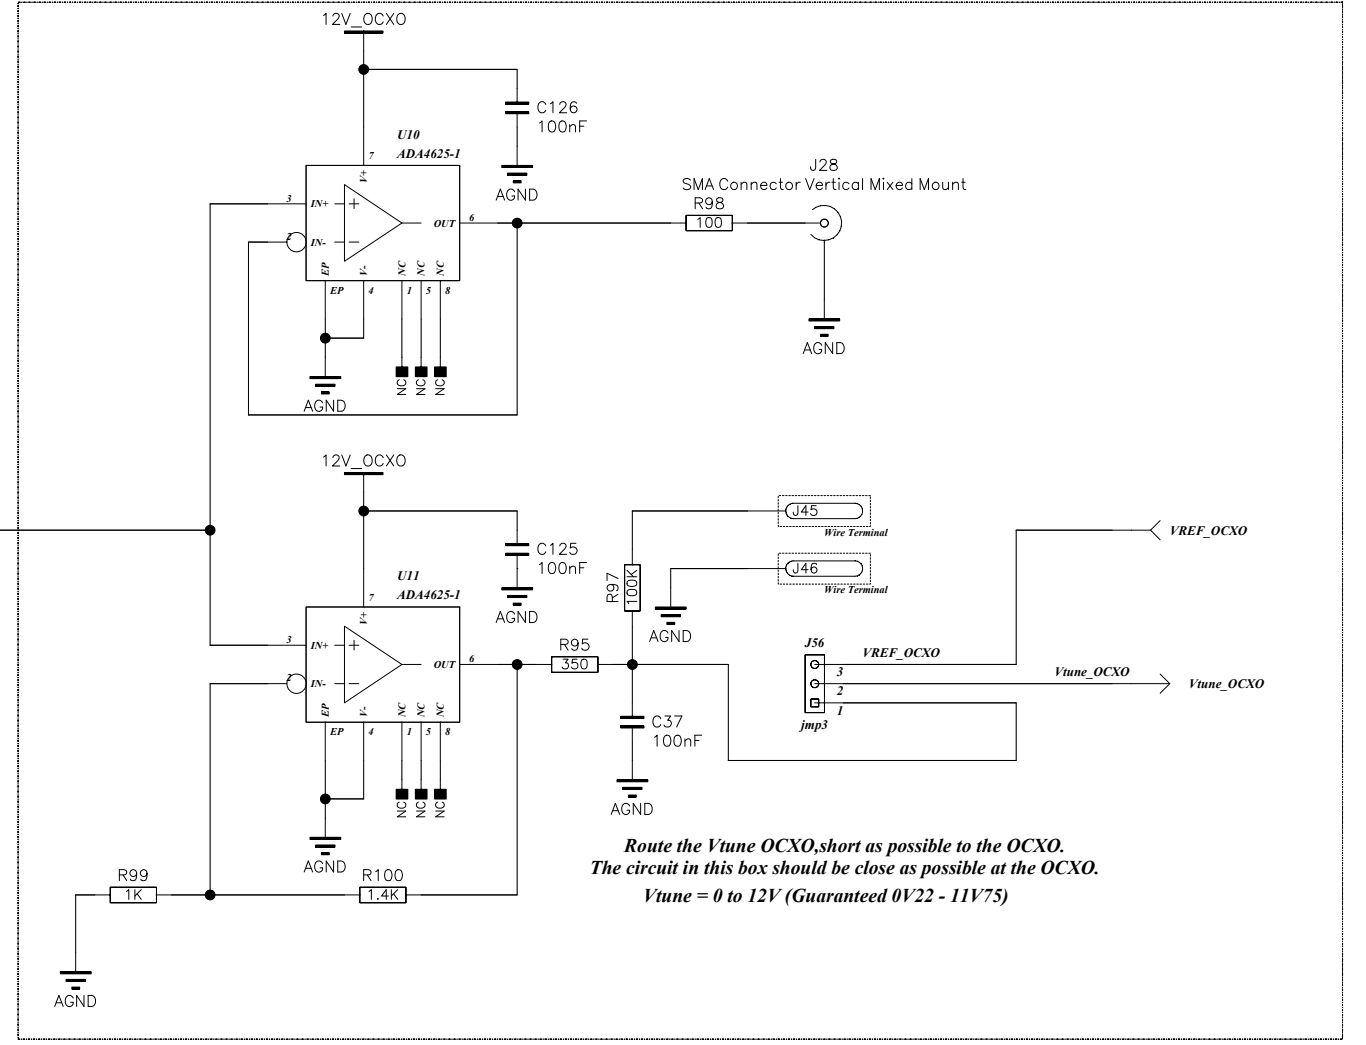 12V_OCXO
C126
100nF
AGND
U10
ADA4625-1
7
V+
3
IN+
2
IN-
OUT
6
EP
V-
NC
NC
NC
EP
4
1
5
8
NC
NC
NC
AGND
J28
SMA Connector Vertical Mixed Mount
R98
100
AGND
12V_OCXO
C125
100nF
AGND
U11
ADA4625-1
7
V+
3
IN+
2
IN-
OUT
6
EP
V-
NC
NC
NC
EP
4
1
5
8
NC
NC
NC
AGND
R95
350
R97
100K
J45
Wire Terminal
J46
Wire Terminal
AGND
C37
100nF
AGND
J56
3
2
1
jmp3
VREF_OCXO
VREF_OCXO
Vtune_OCXO
Vtune_OCXO
Route the Vtune OCXO,short as possible to the OCXO.
The circuit in this box should be close as possible at the OCXO.
Vtune = 0 to 12V (Guaranteed 0V22 - 11V75)
R99
1K
R100
1.4K
AGND